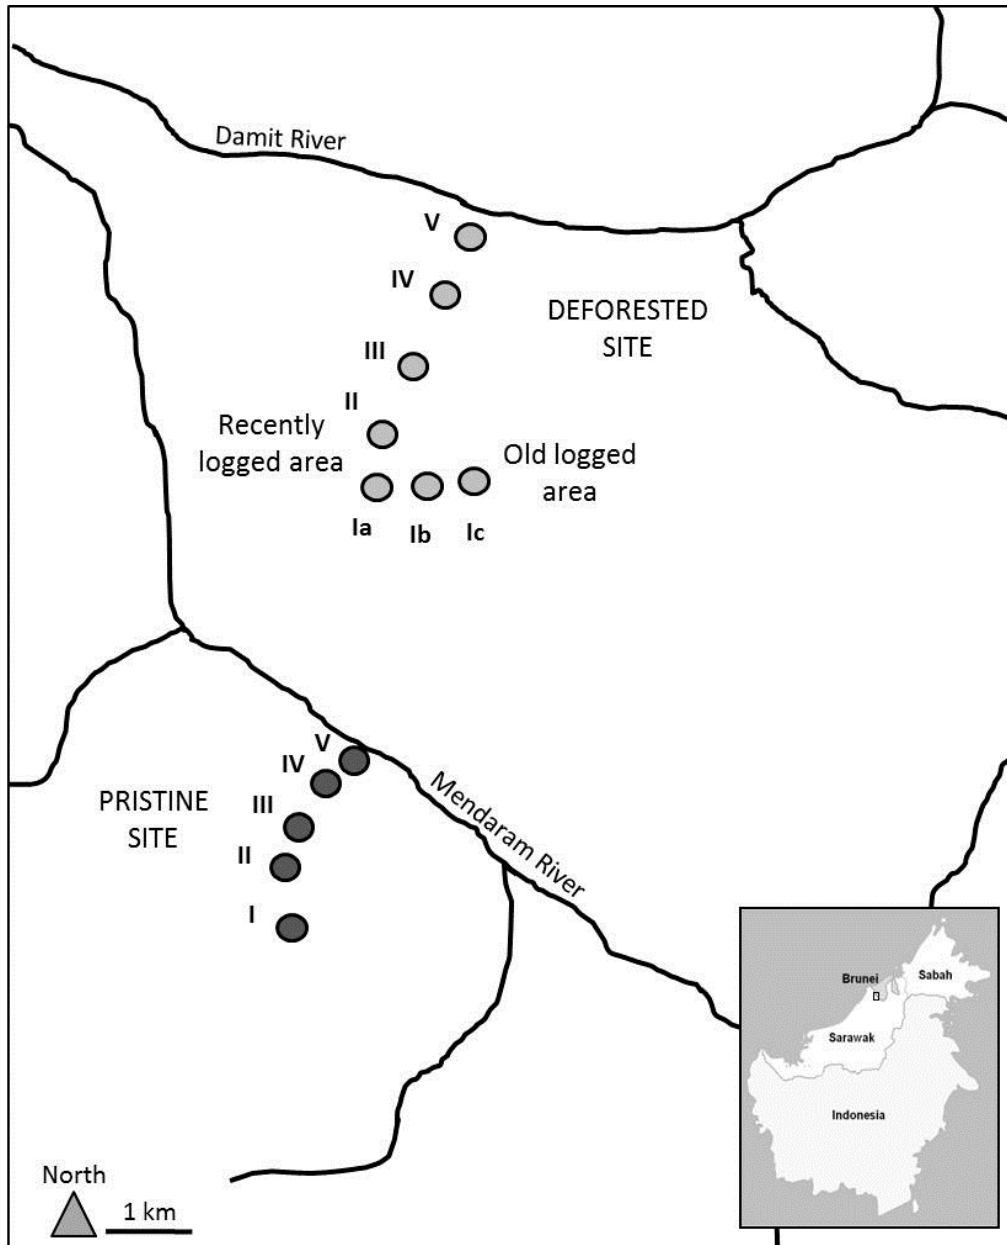 Damit River
V
IV
DEFORESTED
SITE
III
II
Recently
logged area
Old logged
area
Ia
Ib
Ic
V
IV
PRISTINE
SITE
III
II
I
Mendaram River
Brunei
Sabah
Sarawak
Indonesia
North
1 km